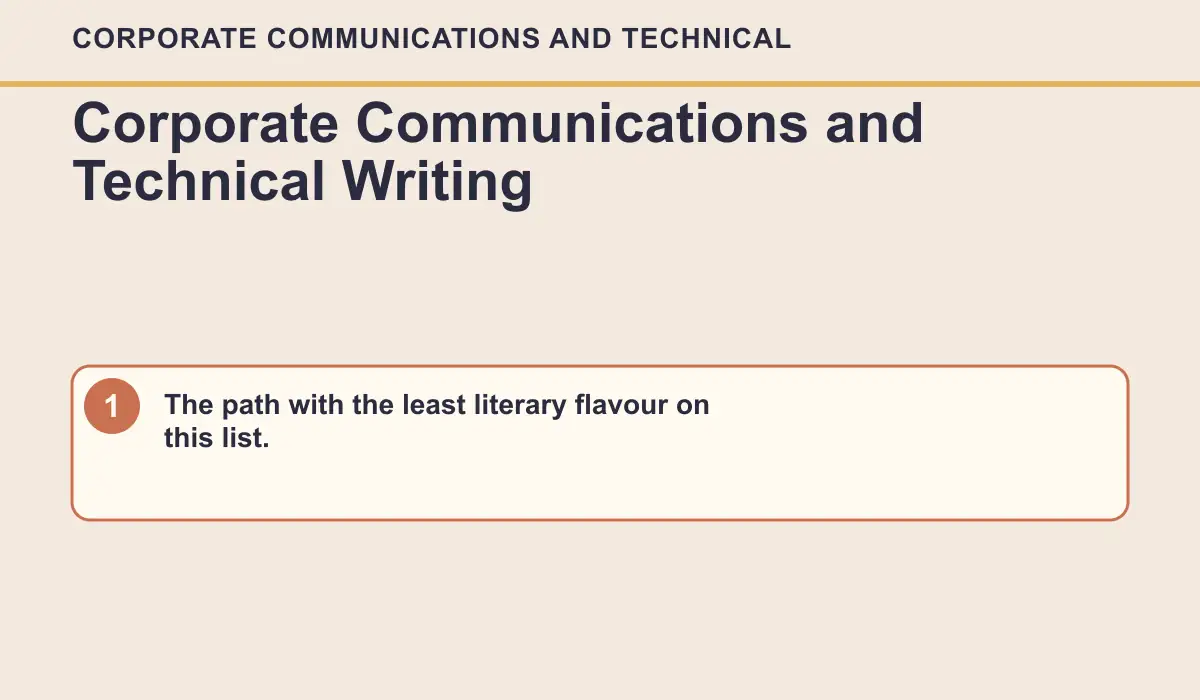 CORPORATE COMMUNICATIONS AND TECHNICAL
Corporate Communications and
Technical Writing
1
The path with the least literary flavour on
this list.